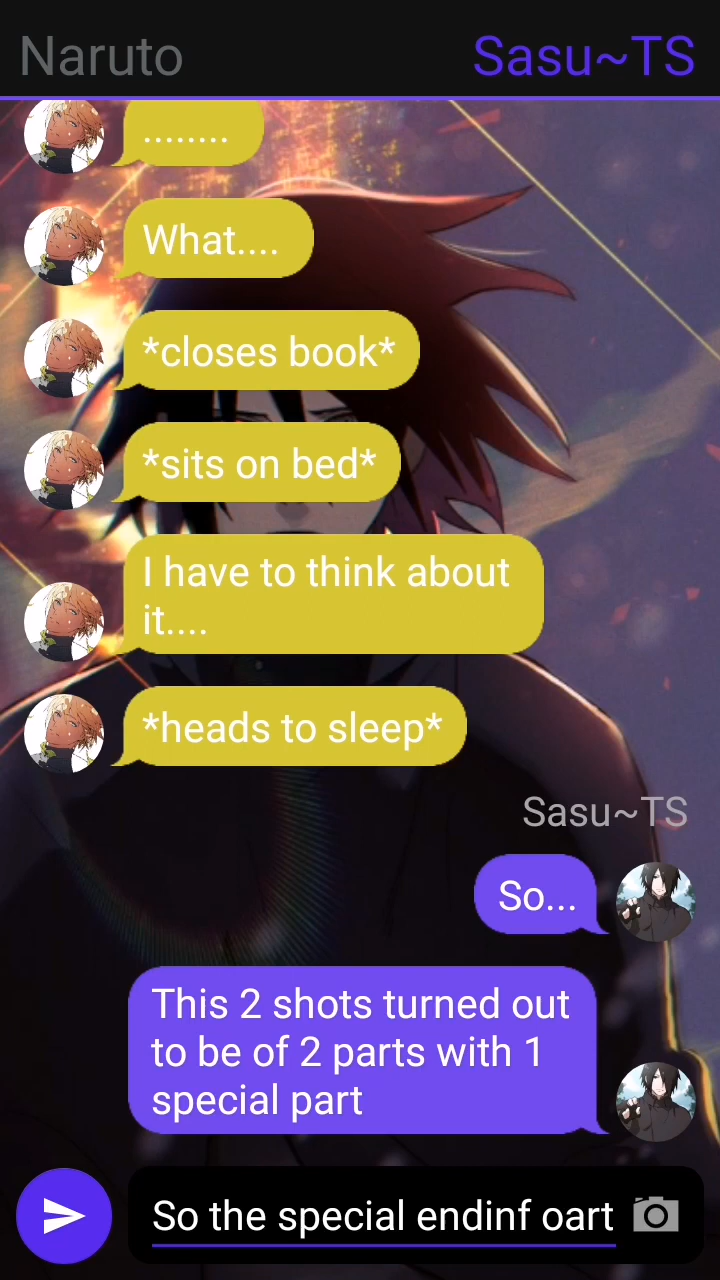 Naruto
Sasu~TS
........
What....
*closes book*
*sits on bed*
I have to think about
it....
*heads to sleep*
Sasu~TS
So...
This 2 shots turned out
to be of 2 parts with 1
special part
So the special endinf oart